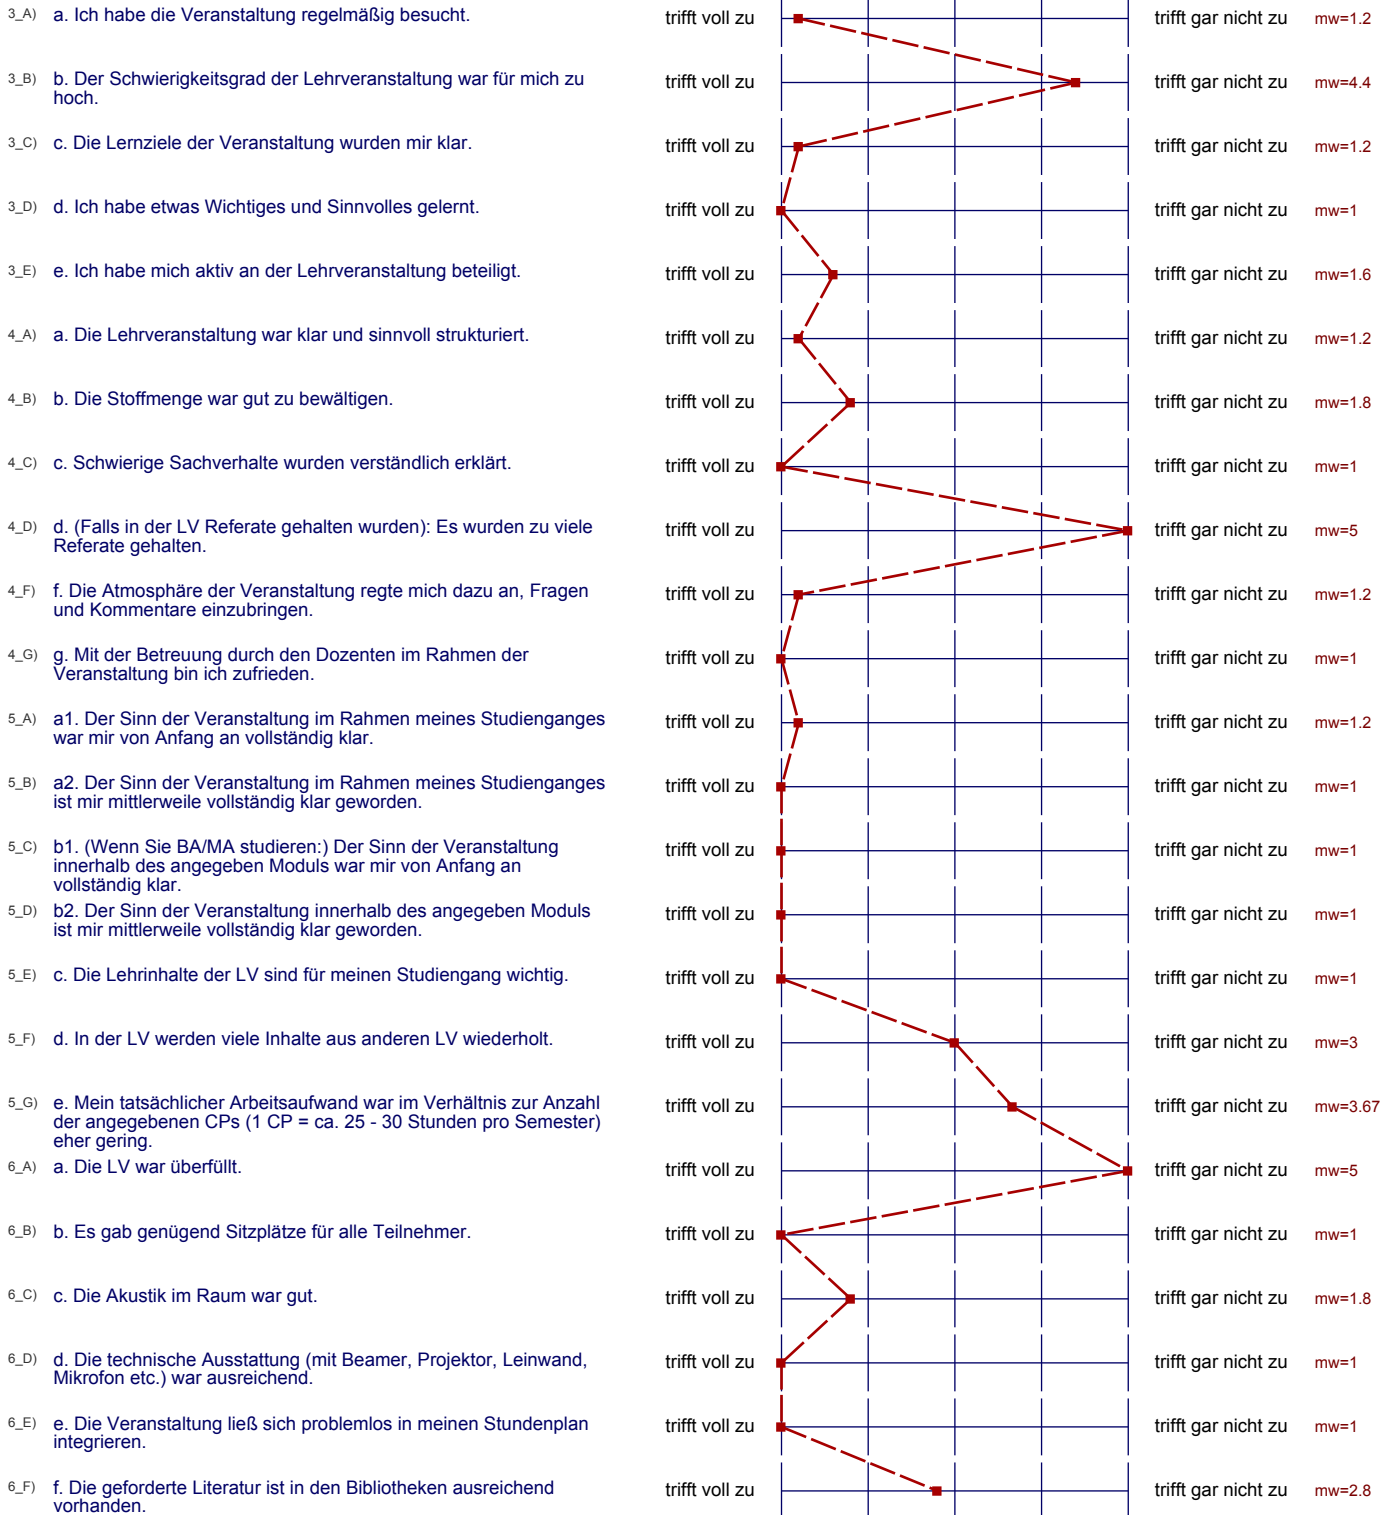 3_A) a. Ich habe die Veranstaltung regelmäßig besucht. trifft voll zu trifft gar nicht zu mw=1.2
3_B) b. Der Schwierigkeitsgrad der Lehrveranstaltung war für mich zu trifft voll zu trifft gar nicht zu mw=4.4
hoch.
3_C) c. Die Lernziele der Veranstaltung wurden mir klar. trifft voll zu trifft gar nicht zu mw=1.2
3_D) d. Ich habe etwas Wichtiges und Sinnvolles gelernt. trifft voll zu trifft gar nicht zu mw=1
3_E) e. Ich habe mich aktiv an der Lehrveranstaltung beteiligt. trifft voll zu trifft gar nicht zu mw=1.6
4_A) a. Die Lehrveranstaltung war klar und sinnvoll strukturiert. trifft voll zu trifft gar nicht zu mw=1.2
4_B) b. Die Stoffmenge war gut zu bewältigen. trifft voll zu trifft gar nicht zu mw=1.8
4_C) c. Schwierige Sachverhalte wurden verständlich erklärt. trifft voll zu trifft gar nicht zu mw=1
4_D) d. (Falls in der LV Referate gehalten wurden): Es wurden zu viele trifft voll zu trifft gar nicht zu mw=5
Referate gehalten.
4_F) f. Die Atmosphäre der Veranstaltung regte mich dazu an, Fragen trifft voll zu trifft gar nicht zu mw=1.2
und Kommentare einzubringen.
4_G) g. Mit der Betreuung durch den Dozenten im Rahmen der trifft voll zu trifft gar nicht zu mw=1
Veranstaltung bin ich zufrieden.
5_A) a1. Der Sinn der Veranstaltung im Rahmen meines Studienganges trifft voll zu trifft gar nicht zu mw=1.2
war mir von Anfang an vollständig klar.
5_B) a2. Der Sinn der Veranstaltung im Rahmen meines Studienganges trifft voll zu trifft gar nicht zu mw=1
ist mir mittlerweile vollständig klar geworden.
5_C) b1. (Wenn Sie BA/MA studieren:) Der Sinn der Veranstaltung trifft voll zu trifft gar nicht zu mw=1
innerhalb des angegeben Moduls war mir von Anfang an
vollständig klar.
5_D) b2. Der Sinn der Veranstaltung innerhalb des angegeben Moduls trifft voll zu trifft gar nicht zu mw=1
ist mir mittlerweile vollständig klar geworden.
5_E) c. Die Lehrinhalte der LV sind für meinen Studiengang wichtig. trifft voll zu trifft gar nicht zu mw=1
5_F) d. In der LV werden viele Inhalte aus anderen LV wiederholt. trifft voll zu trifft gar nicht zu mw=3
5_G) e. Mein tatsächlicher Arbeitsaufwand war im Verhältnis zur Anzahl trifft voll zu trifft gar nicht zu mw=3.67
der angegebenen CPs (1 CP = ca. 25 - 30 Stunden pro Semester)
eher gering.
6_A) a. Die LV war überfüllt. trifft voll zu trifft gar nicht zu mw=5
6_B) b. Es gab genügend Sitzplätze für alle Teilnehmer. trifft voll zu trifft gar nicht zu mw=1
6_C) c. Die Akustik im Raum war gut. trifft voll zu trifft gar nicht zu mw=1.8
6_D) d. Die technische Ausstattung (mit Beamer, Projektor, Leinwand, trifft voll zu trifft gar nicht zu mw=1
Mikrofon etc.) war ausreichend.
6_E) e. Die Veranstaltung ließ sich problemlos in meinen Stundenplan trifft voll zu trifft gar nicht zu mw=1
integrieren.
6_F) f. Die geforderte Literatur ist in den Bibliotheken ausreichend trifft voll zu trifft gar nicht zu mw=2.8
vorhanden.